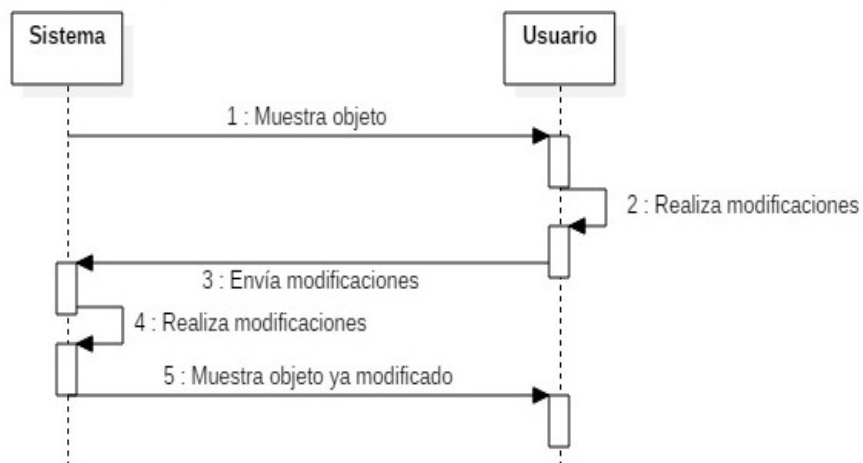 Sistema
Usuario
1 : Muestra objeto
2 : Realiza modificaciones
3 : Envía modificaciones
4 : Realiza modificaciones
5 : Muestra objeto ya modificado